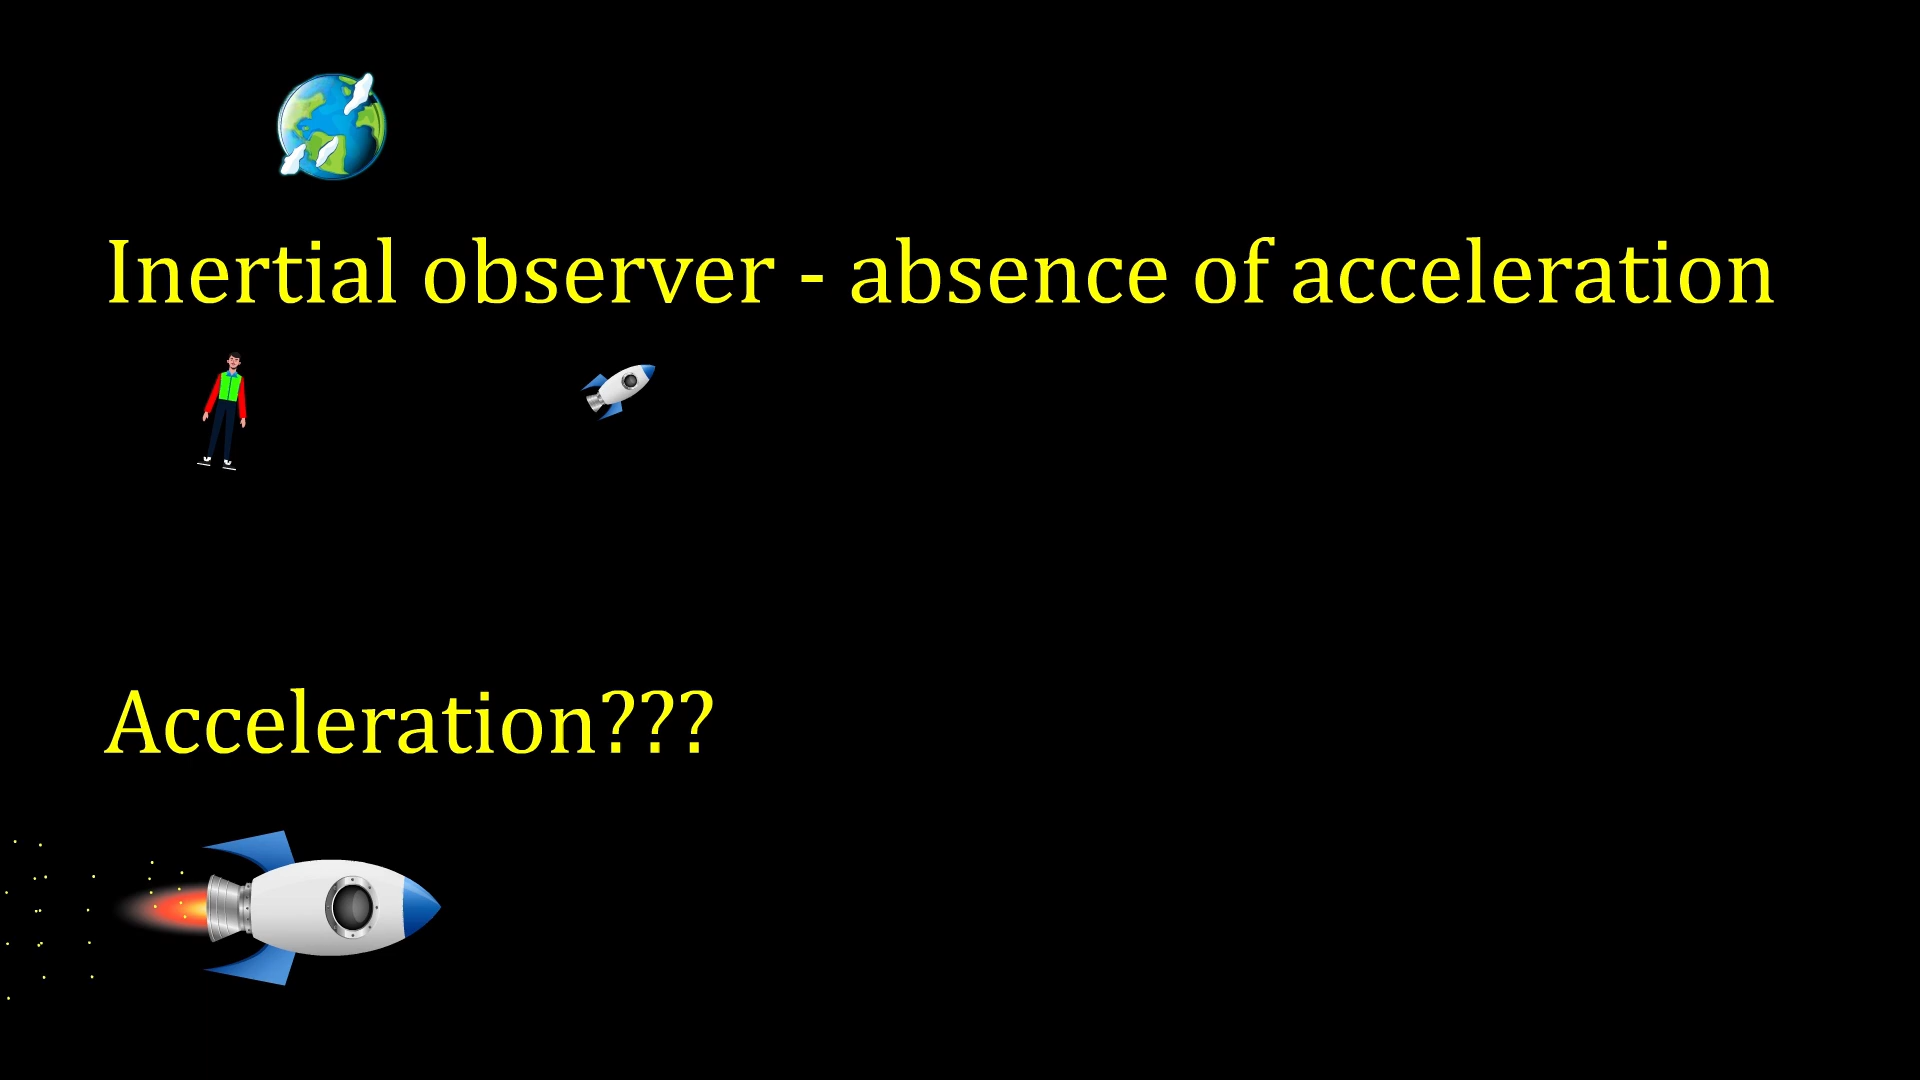 Inertial observer - absence of acceleration
Acceleration???